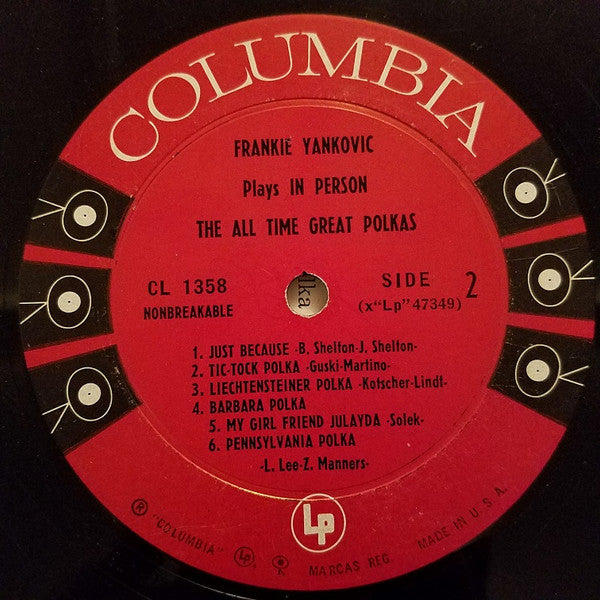 COLUMBIA
FRANKIE YANKOVIC
Plays IN PERSON
THE ALL TIME GREAT POLKAS
CL 1358
NONBREAKABLE
lka
SIDE 2
(x"Lp" 47349)
1. JUST BECAUSE -B. Shelton-J. Shelton-
2. TIC-TOCK POLKA -Guski-Martino-
3. LIECHTENSTEINER POLKA -Kotscher-Lindt-
4. BARBARA POLKA
5. MY GIRL FRIEND JULAYDA -Solek-
6. PENNSYLVANIA POLKA
-L. Lee-Z. Manners-
Lp
® "COLUMBIA" Lp MARCAS REG. MADE IN U. S. A.